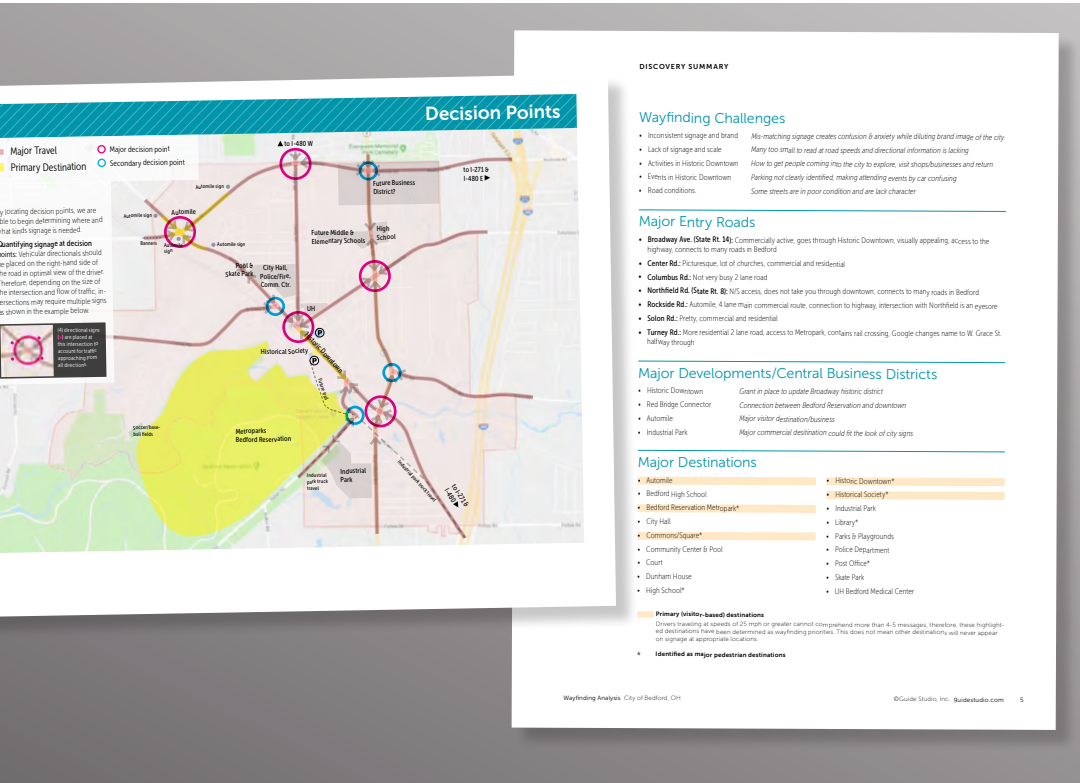 Decision Points
Major Travel
Primary Destination
Major decision point
Secondary decision point
y locating decision points, we are
ble to begin determining where and
hat kinds signage is needed.
Quantifying signage at decision
points: Vehicular directionals should
e placed on the right-hand side of
he road in optimal view of the driver.
herefore, depending on the size of
he intersection and flow of traffic, in-
ersections may require multiple signs
s shown in the example below.
(4) directional signs
are placed at
this intersection to
account for traffic
approaching from
all directions.
▲ to I-480 W
Evergreen Memorial
Park Cemetery
to I-271 &
I-480 E ▶
Future Business
District?
Automile sign
Automile sign
Automile
Banners
Automile
sign
Automile sign
Future Middle &
Elementary Schools
High
School
Pool &
Skate Park
City Hall,
Police/Fire,
Comm. Ctr.
UH
P
Historic Downtown
Historical Society
P
Future Rd.
Soccer/base-
ball fields
Metroparks
Bedford Reservation
Bedford Reservation
Industrial
park truck
travel
Industrial
Park
Industrial park truck travel
to I-271 &
I-480 ▶
DISCOVERY SUMMARY
Wayfinding Challenges
• Inconsistent signage and brand Mis-matching signage creates confusion & anxiety while diluting brand image of the city
• Lack of signage and scale Many too small to read at road speeds and directional information is lacking
• Activities in Historic Downtown How to get people coming into the city to explore, visit shops/businesses and return
• Events in Historic Downtown Parking not clearly identified, making attending events by car confusing
• Road conditions. Some streets are in poor condition and are lack character
Major Entry Roads
• Broadway Ave. (State Rt. 14): Commercially active, goes through Historic Downtown, visually appealing, access to the
highway, connects to many roads in Bedford
• Center Rd.: Picturesque, lot of churches, commercial and residential
• Columbus Rd.: Not very busy 2 lane road
• Northfield Rd. (State Rt. 8): N/S access, does not take you through downtown, connects to many roads in Bedford
• Rockside Rd.: Automile, 4 lane main commercial route, connection to highway, intersection with Northfield is an eyesore
• Solon Rd.: Pretty, commercial and residential
• Turney Rd.: More residential 2 lane road, access to Metropark, contains rail crossing, Google changes name to W. Grace St.
halfway through
Major Developments/Central Business Districts
• Historic Downtown Grant in place to update Broadway historic district
• Red Bridge Connector Connection between Bedford Reservation and downtown
• Automile Major visitor destination/business
• Industrial Park Major commercial destination could fit the look of city signs
Major Destinations
• Automile
• Bedford High School
• Bedford Reservation Metropark*
• City Hall
• Commons/Square*
• Community Center & Pool
• Court
• Dunham House
• High School*
• Historic Downtown*
• Historical Society*
• Industrial Park
• Library*
• Parks & Playgrounds
• Police Department
• Post Office*
• Skate Park
• UH Bedford Medical Center
Primary (visitor-based) destinations
Drivers traveling at speeds of 25 mph or greater cannot comprehend more than 4-5 messages, therefore, these highlight-
ed destinations have been determined as wayfinding priorities. This does not mean other destinations will never appear
on signage at appropriate locations.
* Identified as major pedestrian destinations
Wayfinding Analysis City of Bedford, OH
©Guide Studio, Inc. guidestudio.com 5